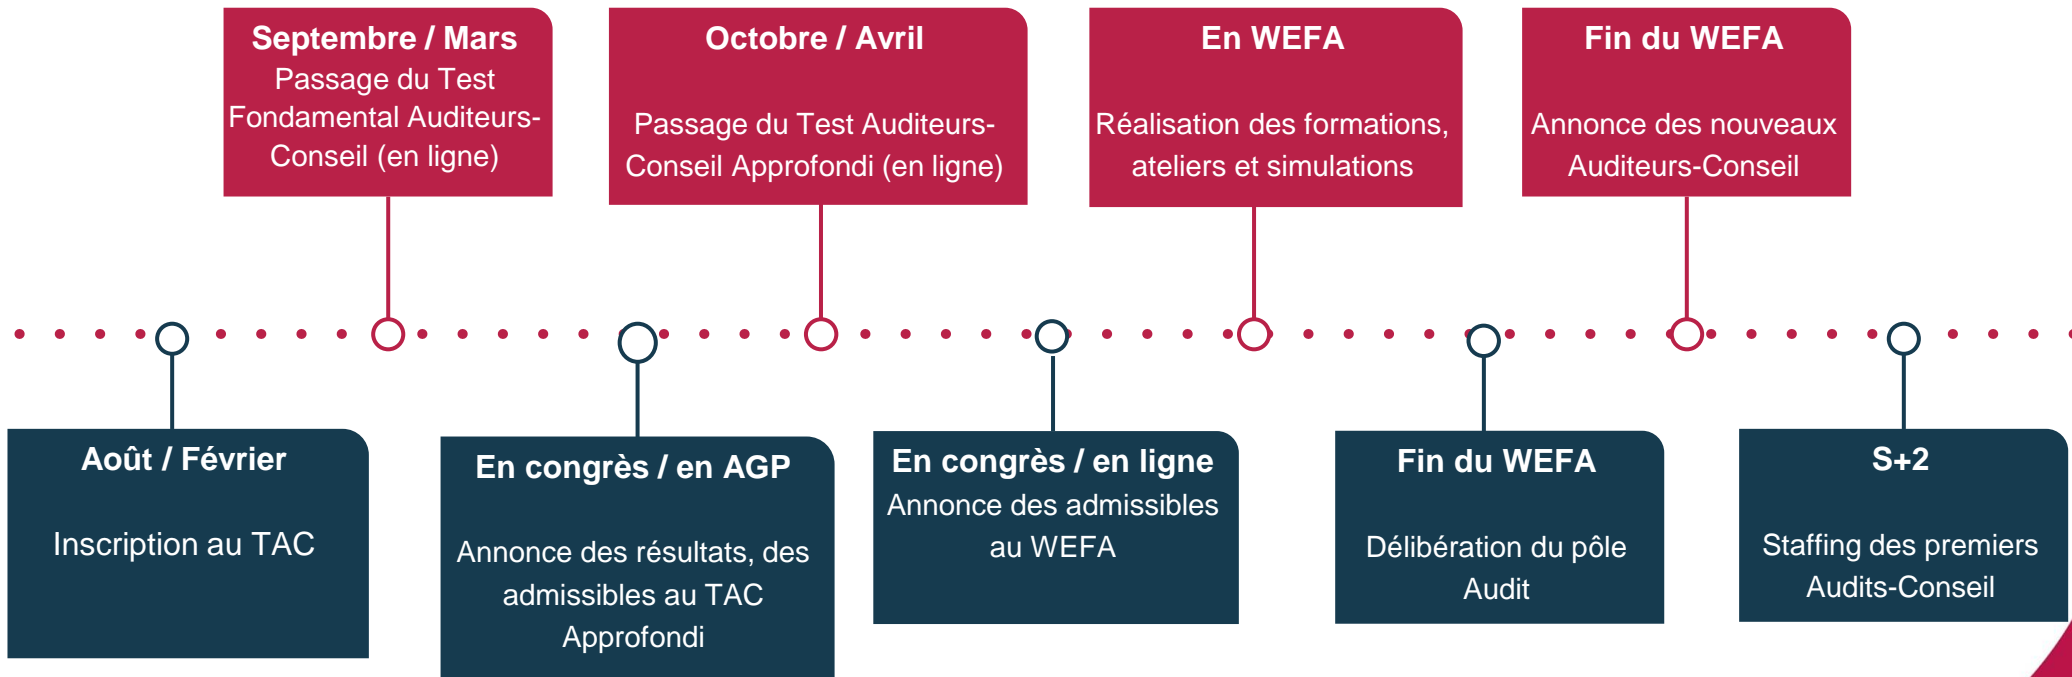 Septembre / Mars
Passage du Test
Fondamental Auditeurs-
Conseil (en ligne)
Octobre / Avril
Passage du Test Auditeurs-
Conseil Approfondi (en ligne)
En WEFA
Réalisation des formations,
ateliers et simulations
Fin du WEFA
Annonce des nouveaux
Auditeurs-Conseil
Août / Février
Inscription au TAC
En congrès / en AGP
Annonce des résultats, des
admissibles au TAC
Approfondi
En congrès / en ligne
Annonce des admissibles
au WEFA
Fin du WEFA
Délibération du pôle
Audit
S+2
Staffing des premiers
Audits-Conseil